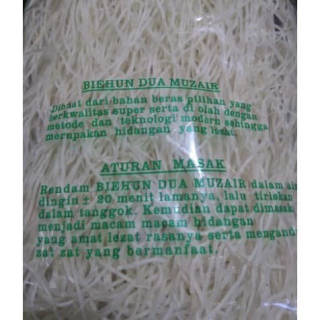 BIEHUN DUA MUZAIR
Dibuat dari bahan beras pilihan yang
berkwalitas super serta di olah dengan
metode dan teknologi modern sehingga
merupakan hidangan yang lezat.
ATURAN MASAK
Rendam BIEHUN DUA MUZAIR dalam air
dingin ± 20 menit lamanya, lalu tiriskan
dalam tanggok. Kemudian dapat dimasak
menjadi macam macam hidangan
yang amat lezat rasanya serta mengandu
zat zat yang bermanfaat.